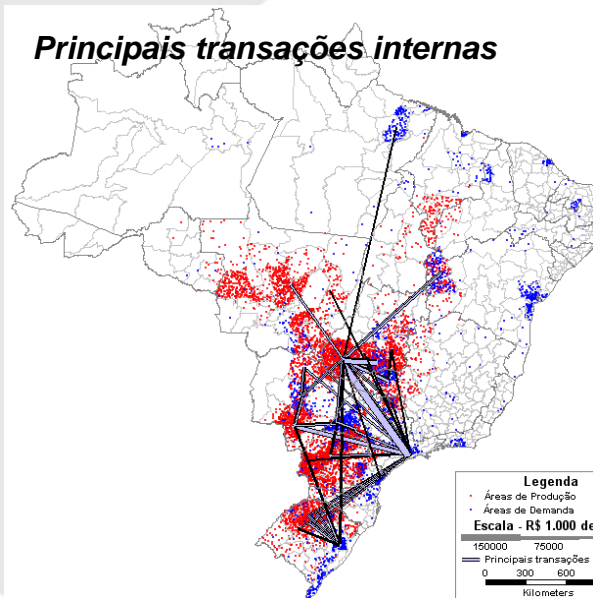 Principais transações internas
Legenda
Áreas de Produção
Áreas de Demanda
Escala - R$ 1.000 de
150000 75000
Principais transações
0 300 600
Kilometers